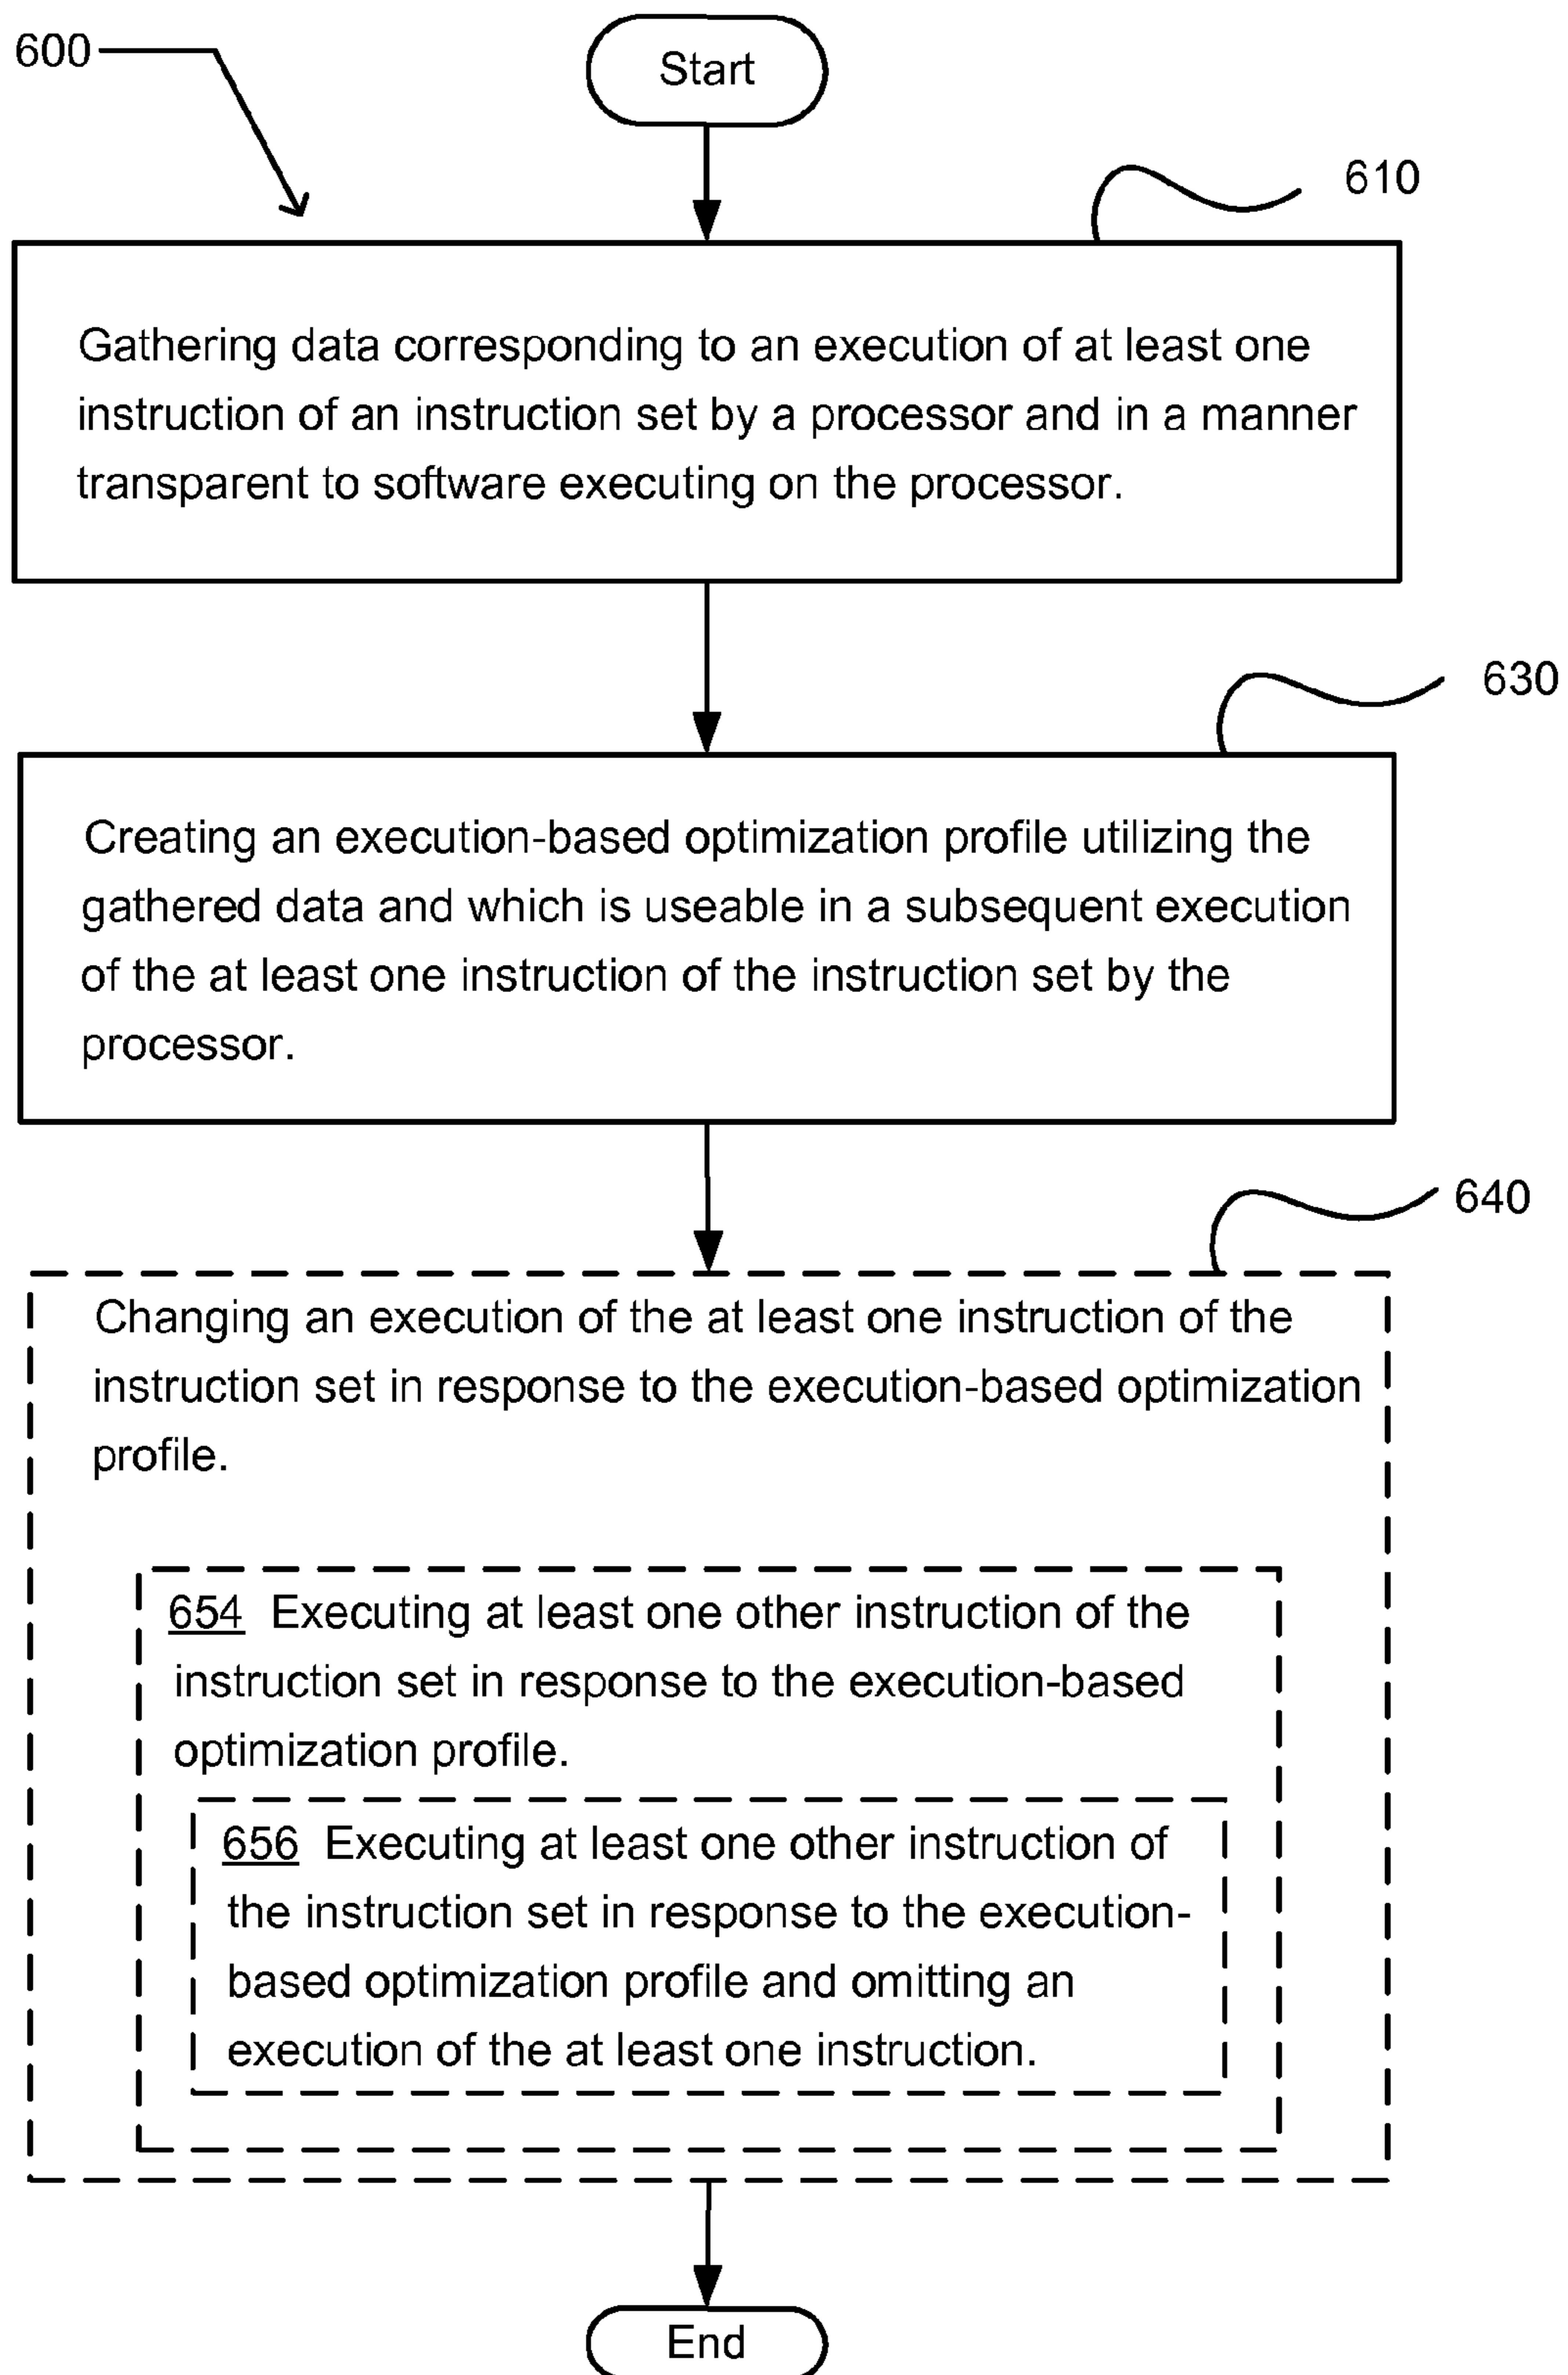 600
Start
610
Gathering data corresponding to an execution of at least one
instruction of an instruction set by a processor and in a manner
transparent to software executing on the processor.
630
Creating an execution-based optimization profile utilizing the
gathered data and which is useable in a subsequent execution
of the at least one instruction of the instruction set by the
processor.
640
Changing an execution of the at least one instruction of the
instruction set in response to the execution-based optimization
profile.
654 Executing at least one other instruction of the
instruction set in response to the execution-based
optimization profile.
656 Executing at least one other instruction of
the instruction set in response to the execution-
based optimization profile and omitting an
execution of the at least one instruction.
End